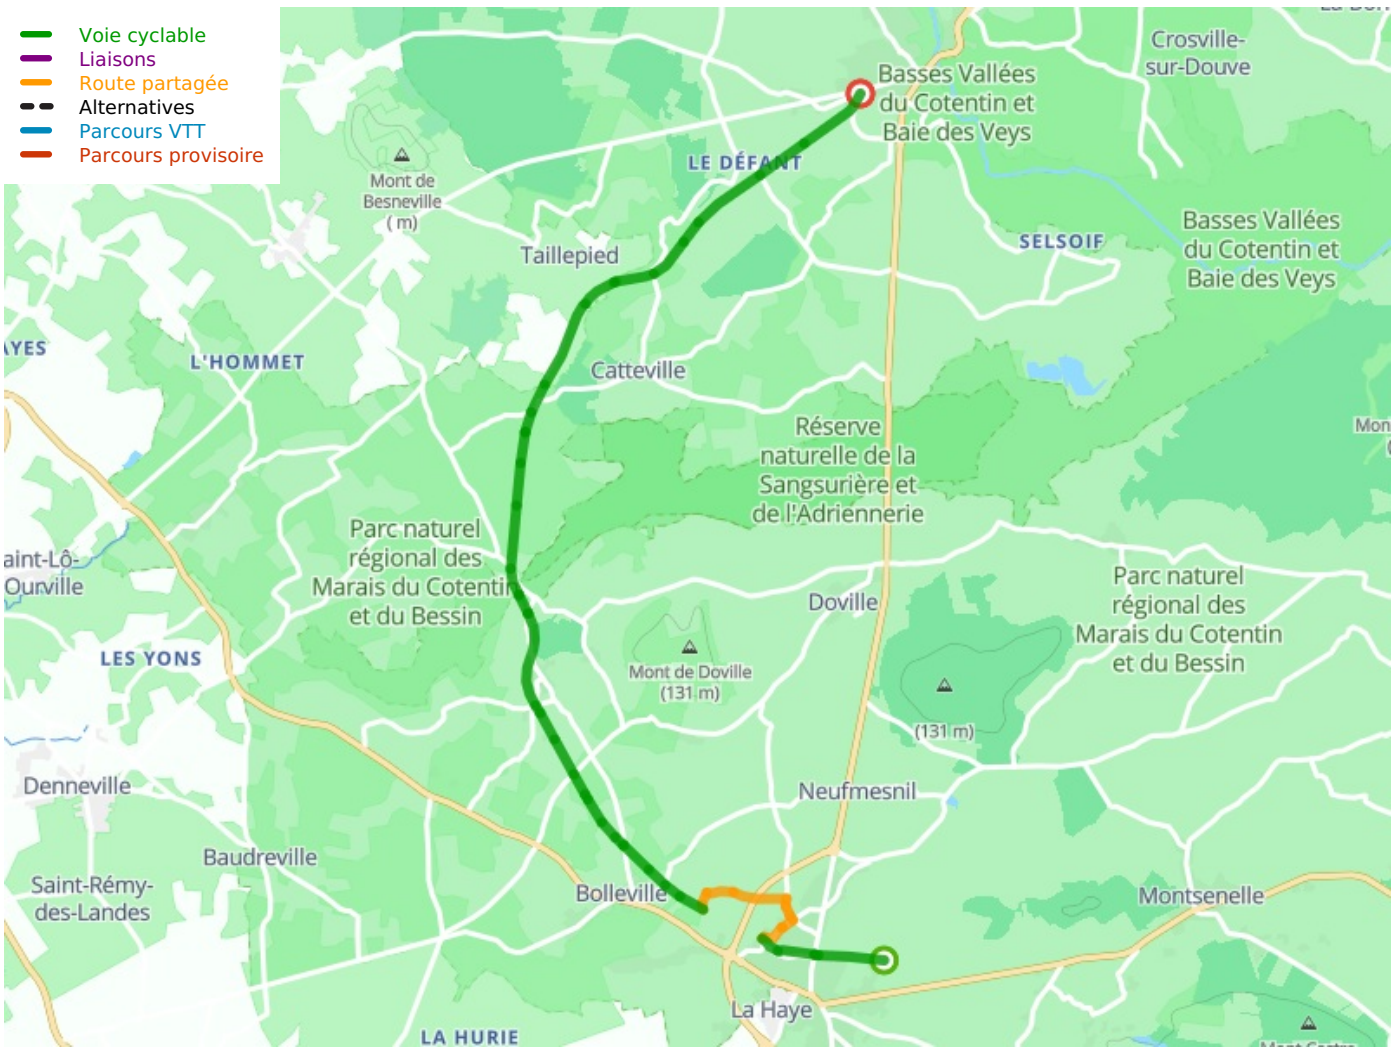 Voie cyclable
Liaisons
Route partagée
Alternatives
Parcours VTT
Parcours provisoire
Crosville-
sur-Douve
Basses Vallées
du Cotentin et
Baie des Veys
LE DÉFANT
Mont de
Besneville
( m)
Basses Vallées
du Cotentin et
Baie des Veys
SELSOIF
Taillepied
AYES
L'HOMMET
Catteville
Réserve
naturelle de la
Sangsurière et
de l'Adriennerie
Mon
(
Parc naturel
régional des
Marais du Cotentin
et du Bessin
aint-Lô-
Ourville
Doville
Parc naturel
régional des
Marais du Cotentin
et du Bessin
LES YONS
Mont de Doville
(131 m)
(131 m)
Denneville
Neufmesnil
Baudreville
Saint-Rémy-
des-Landes
Bolleville
Montsenelle
La Haye
LA HURIE